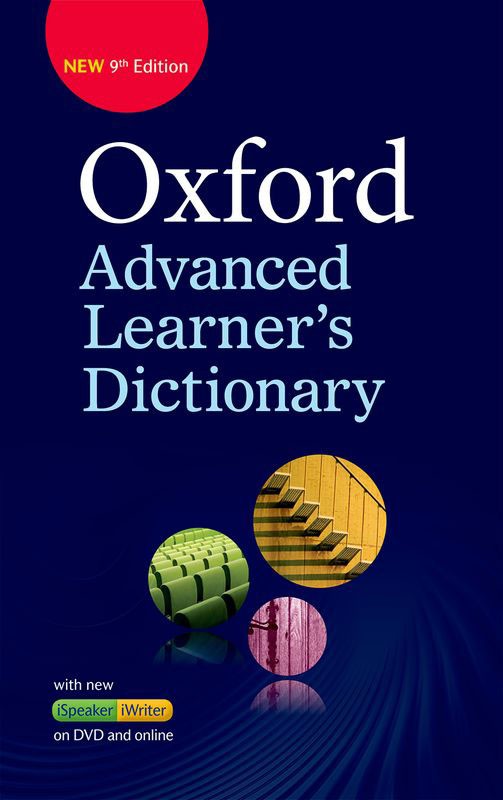 NEW 9th Edition
Oxford
Advanced
Learner's
Dictionary
with new
iSpeaker iWriter
on DVD and online